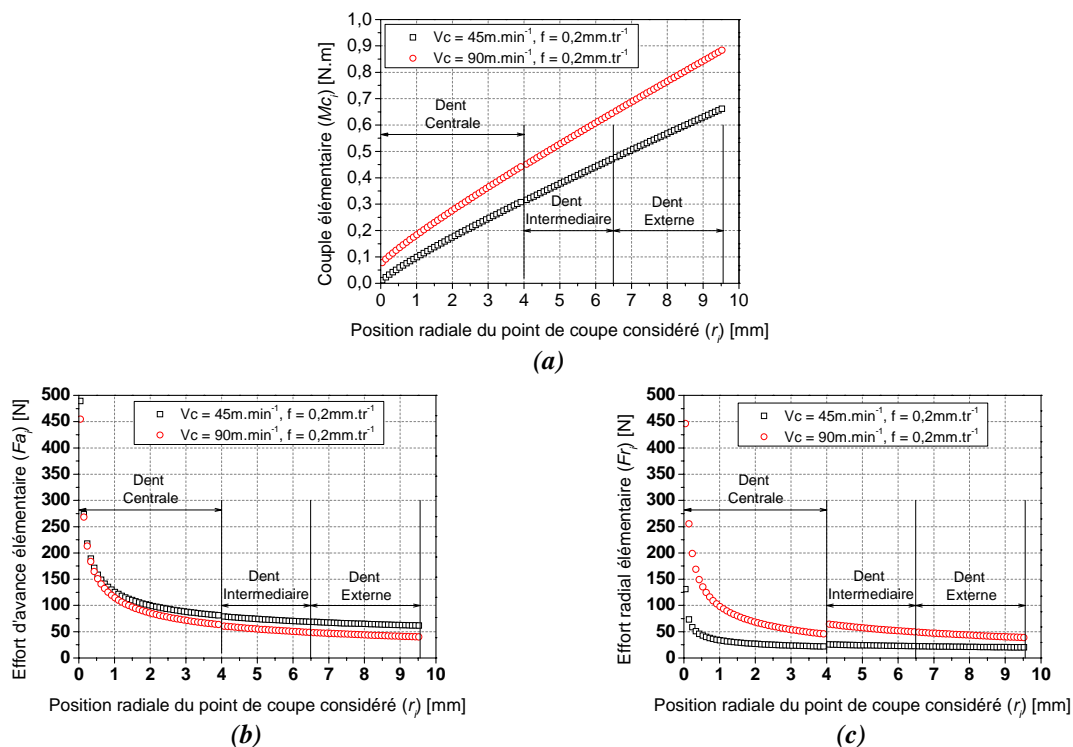 1,0
0,9
0,8
0,7
0,6
0,5
0,4
0,3
0,2
0,1
0,0
Couple élémentaire (Mci) [N.m]
Vc = 45m.min-1, f = 0,2mm.tr-1
Vc = 90m.min-1, f = 0,2mm.tr-1
Dent
Centrale
Dent
Intermediaire
Dent
Externe
0 1 2 3 4 5 6 7 8 9 10
Position radiale du point de coupe considéré (ri) [mm]
(a)
500
450
400
350
300
250
200
150
100
50
0
Effort d'avance élémentaire (Fai) [N]
Vc = 45m.min-1, f = 0,2mm.tr-1
Vc = 90m.min-1, f = 0,2mm.tr-1
Dent
Centrale
Dent
Intermediaire
Dent
Externe
0 1 2 3 4 5 6 7 8 9 10
Position radiale du point de coupe considéré (ri) [mm]
(b)
500
450
400
350
300
250
200
150
100
50
0
Effort radial élémentaire (Fri) [N]
Vc = 45m.min-1, f = 0,2mm.tr-1
Vc = 90m.min-1, f = 0,2mm.tr-1
Dent
Centrale
Dent
Intermediaire
Dent
Externe
0 1 2 3 4 5 6 7 8 9 10
Position radiale du point de coupe considéré (ri) [mm]
(c)